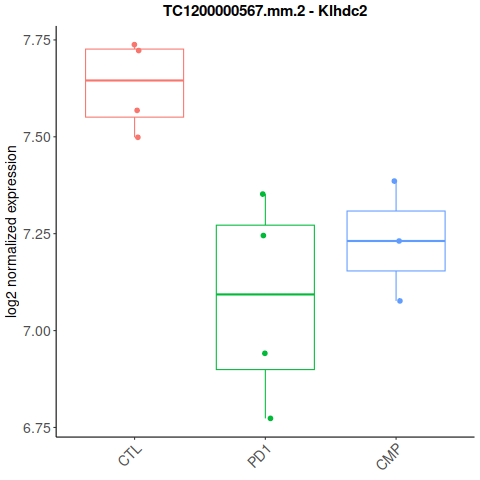 TC1200000567.mm.2 - Klhdc2
log2 normalized expression
7.75
7.50
7.25
7.00
6.75
CTL
PD1
CMP